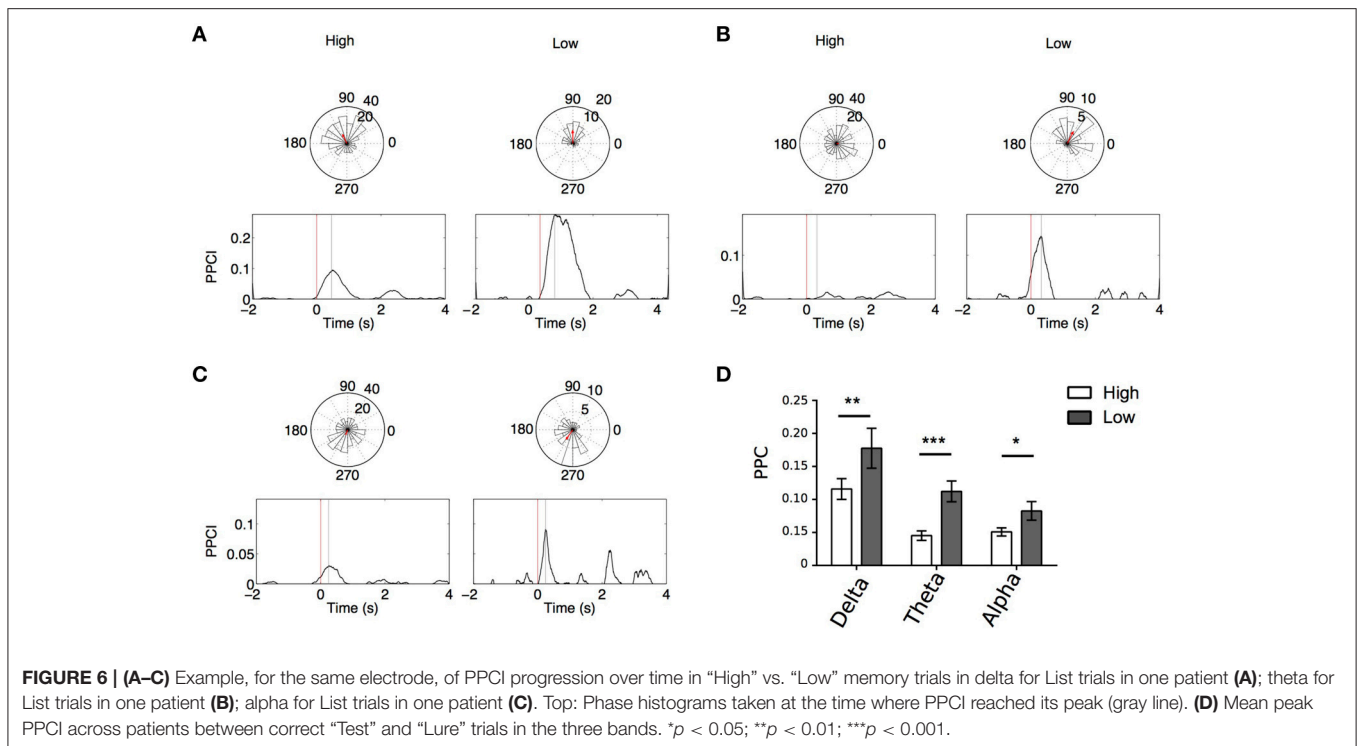 A
High
Low
B
High
Low
90 40
20
180
0
270
90 20
10
180
0
270
90 40
20
180
0
270
90 10
5
180
0
270
PPCI
0.2
0.1
0
−2 0 2 4
Time (s)
−2 0 2 4
Time (s)
0.1
0
−2 0 2 4
Time (s)
−2 0 2 4
Time (s)
C
90 40
20
180
0
270
90 10
5
180
0
270
PPCI
0.1
0.05
0
−2 0 2 4
Time (s)
−2 0 2 4
Time (s)
D
PPC
0.25
0.20
0.15
0.10
0.15
0
**
***
*
High
Low
Delta
Theta
Alpha
FIGURE 6 | (A–C) Example, for the same electrode, of PPCI progression over time in “High” vs. “Low” memory trials in delta for List trials in one patient (A); theta for
List trials in one patient (B); alpha for List trials in one patient (C). Top: Phase histograms taken at the time where PPCI reached its peak (gray line). (D) Mean peak
PPCI across patients between correct “Test” and “Lure” trials in the three bands. *p < 0.05; **p < 0.01; ***p < 0.001.